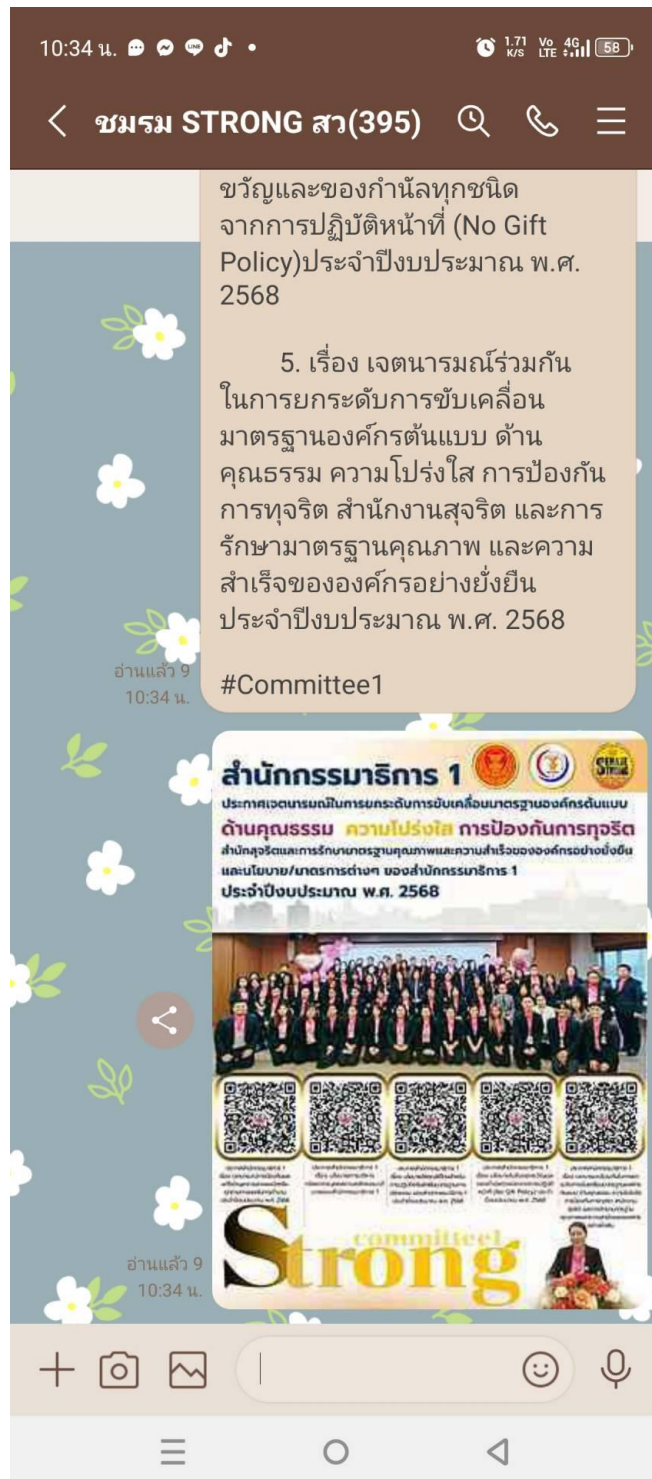 10:34 น.
1.71 K/S
Vo LTE
4G
58
ชมรม STRONG สว(395)
ขวัญและของกำนัลทุกชนิด
จากการปฏิบัติหน้าที่ (No Gift
Policy)ประจำปีงบประมาณ พ.ศ.
2568
5. เรื่อง เจตนารมณ์ร่วมกัน
ในการยกระดับการขับเคลื่อน
มาตรฐานองค์กรต้นแบบ ด้าน
คุณธรรม ความโปร่งใส การป้องกัน
การทุจริต สำนักงานสุจริต และการ
รักษามาตรฐานคุณภาพ และความ
สำเร็จขององค์กรอย่างยั่งยืน
ประจำปีงบประมาณ พ.ศ. 2568
#Committee1
อ่านแล้ว 9
10:34 น.
สำนักกรรมาธิการ 1
ประกาศเจตนารมณ์ในการยกระดับการขับเคลื่อนมาตรฐานองค์กรต้นแบบ
ด้านคุณธรรม ความโปร่งใส การป้องกันการทุจริต
สำนักสุจริตและการรักษามาตรฐานคุณภาพและความสำเร็จขององค์กรอย่างยั่งยืน
และนโยบาย/มาตรการต่างๆ ของสำนักกรรมาธิการ 1
ประจำปีงบประมาณ พ.ศ. 2568
committee1
Strong
อ่านแล้ว 9
10:34 น.